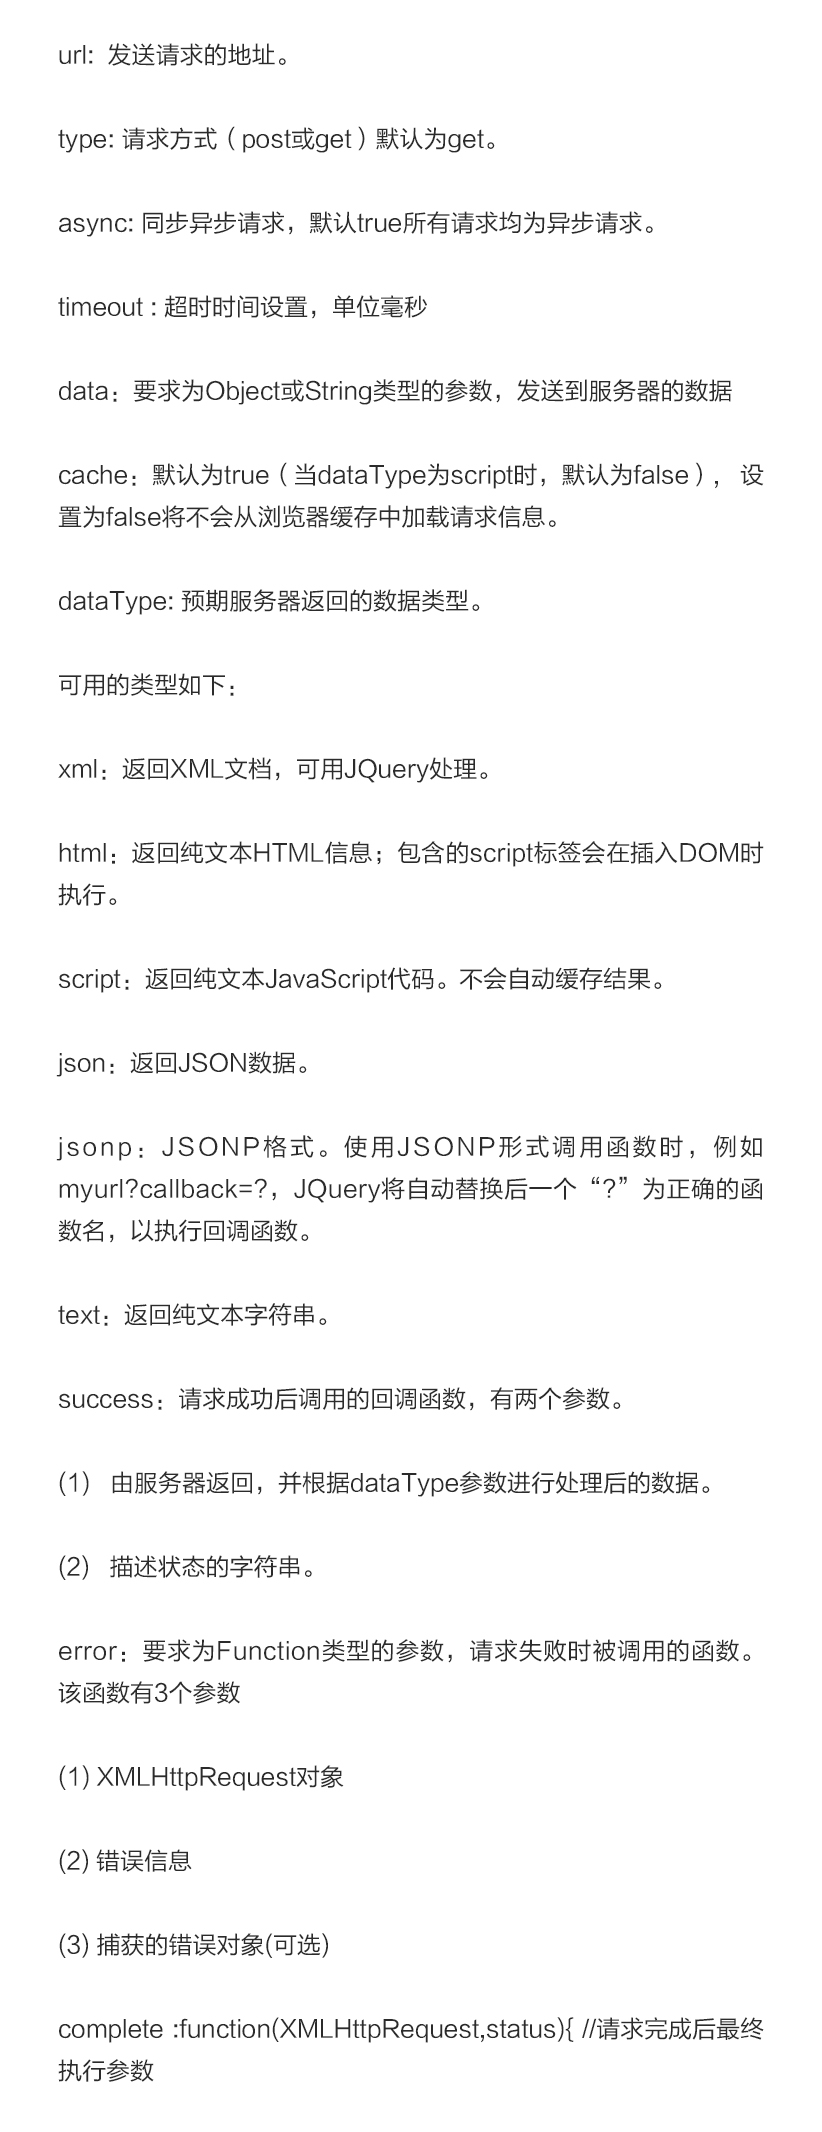 url:  发送请求的地址。
type: 请求方式（post或get）默认为get。
async: 同步异步请求，默认true所有请求均为异步请求。
timeout : 超时时间设置，单位毫秒
data：要求为Object或String类型的参数，发送到服务器的数据
cache：默认为true（当dataType为script时，默认为false）， 设
置为false将不会从浏览器缓存中加载请求信息。
dataType: 预期服务器返回的数据类型。
可用的类型如下：
xml：返回XML文档，可用JQuery处理。
html：返回纯文本HTML信息；包含的script标签会在插入DOM时
执行。
script：返回纯文本JavaScript代码。不会自动缓存结果。
json：返回JSON数据。
jsonp：JSONP格式。使用JSONP形式调用函数时，例如
myurl?callback=?，JQuery将自动替换后一个“?”为正确的函
数名，以执行回调函数。
text：返回纯文本字符串。
success：请求成功后调用的回调函数，有两个参数。
(1)   由服务器返回，并根据dataType参数进行处理后的数据。
(2)   描述状态的字符串。
error：要求为Function类型的参数，请求失败时被调用的函数。
该函数有3个参数
(1) XMLHttpRequest对象
(2) 错误信息
(3) 捕获的错误对象(可选)
complete :function(XMLHttpRequest,status){ //请求完成后最终
执行参数